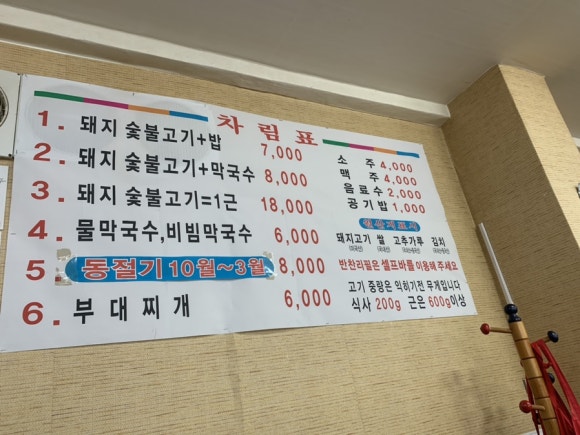 차림표
1. 돼지 숯불고기+밥 7,000
2. 돼지 숯불고기+막국수 8,000
3. 돼지 숯불고기=1근 18,000
4. 물막국수,비빔막국수 6,000
5. 동절기 10월~3월 8,000
6. 부대찌개 6,000
소주 4,000
맥주 4,000
음료수 2,000
공기밥 1,000
원산지표시
돼지고기 쌀 고추가루 김치
반찬리필은 셀프바를 이용해 주세요
고기 중량은 익히기전 무게입니다
식사 200g 근은 600g이상